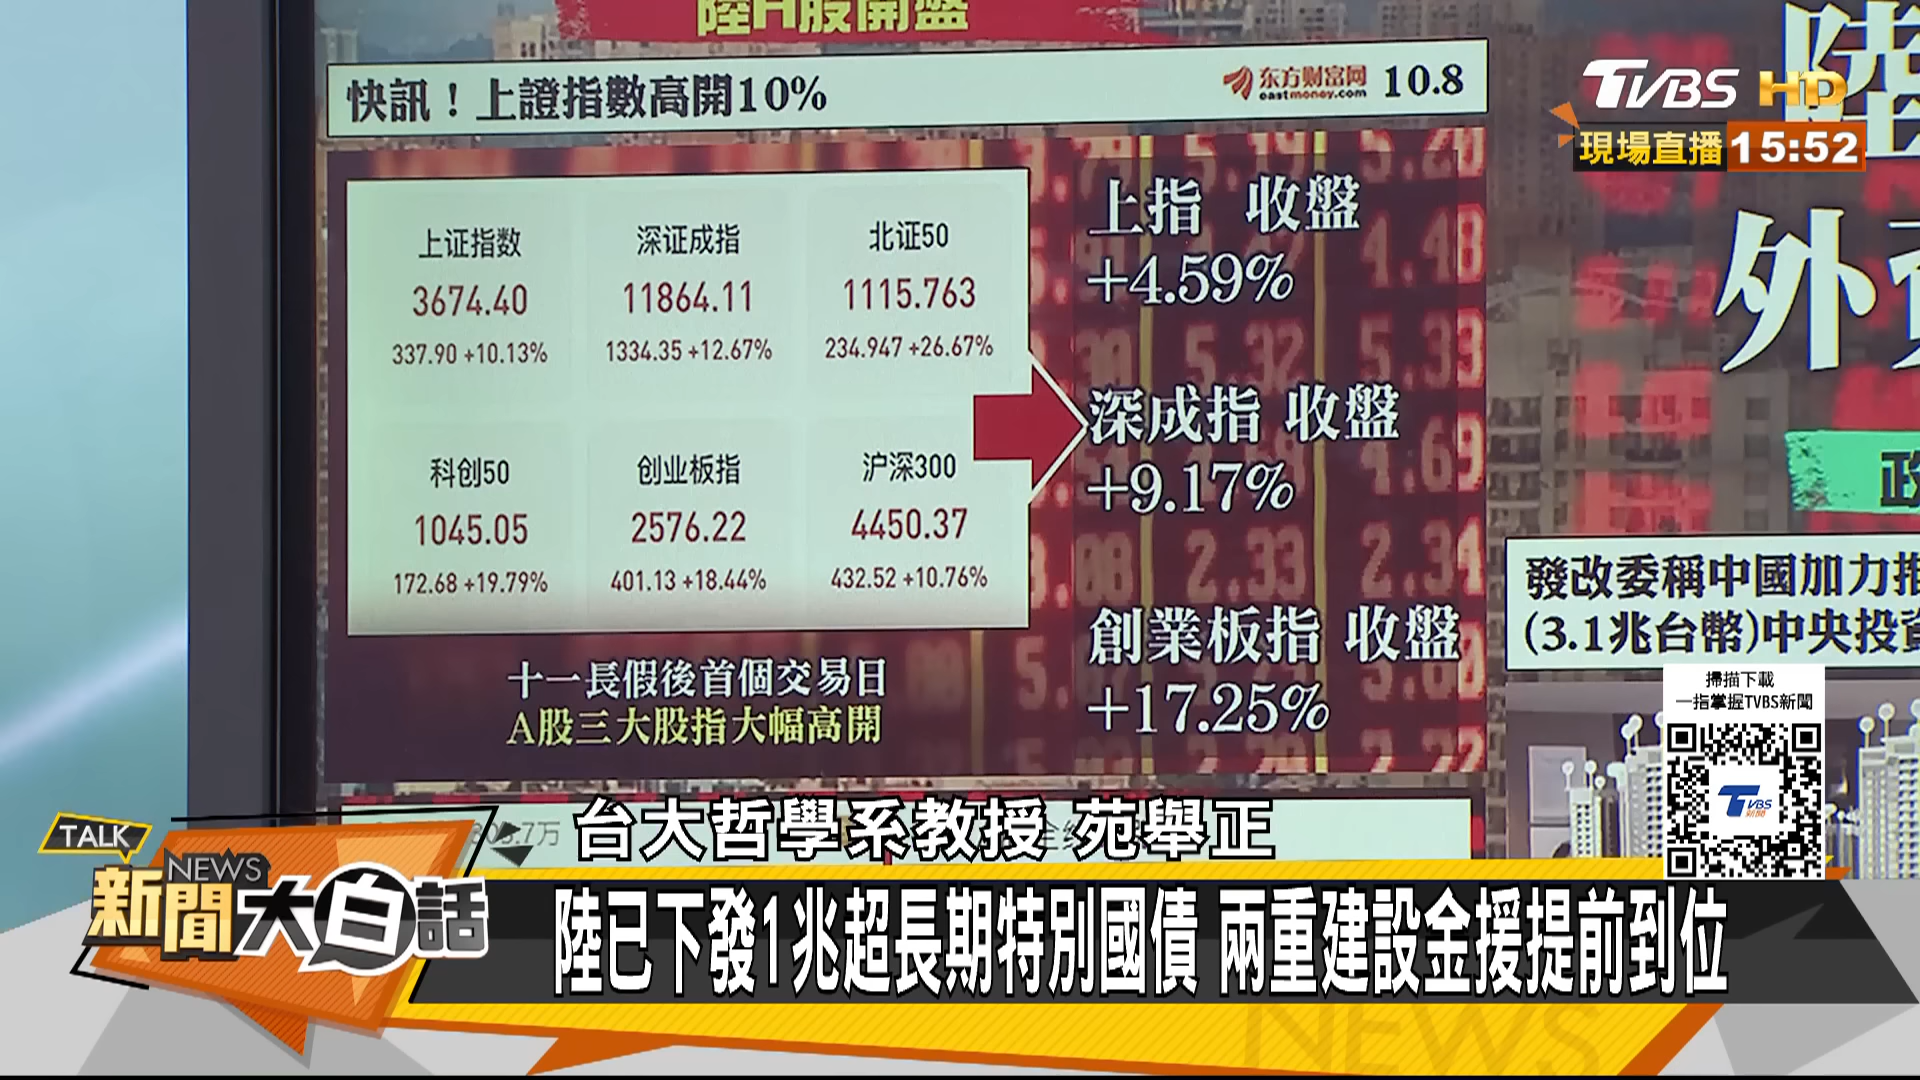 陸H股開盤
快訊！上證指數高開10%
东方财富网
eastmoney.com
10.8
TVBS HD
現場直播 15:52
上证指数
3674.40
337.90 +10.13%
深证成指
11864.11
1334.35 +12.67%
北证50
1115.763
234.947 +26.67%
科创50
1045.05
172.68 +19.79%
创业板指
2576.22
401.13 +18.44%
沪深300
4450.37
432.52 +10.76%
十一長假後首個交易日
A股三大股指大幅高開
上指 收盤
+4.59%
深成指 收盤
+9.17%
創業板指 收盤
+17.25%
陸
外
發改委稱中國加力
(3.1兆台幣)中央投資
掃描下載
一指掌握TVBS新聞
TVBS
新聞
台大哲學系教授 苑舉正
TALK
NEWS
新聞大白話
陸已下發1兆超長期特別國債 兩重建設金援提前到位
NEWS